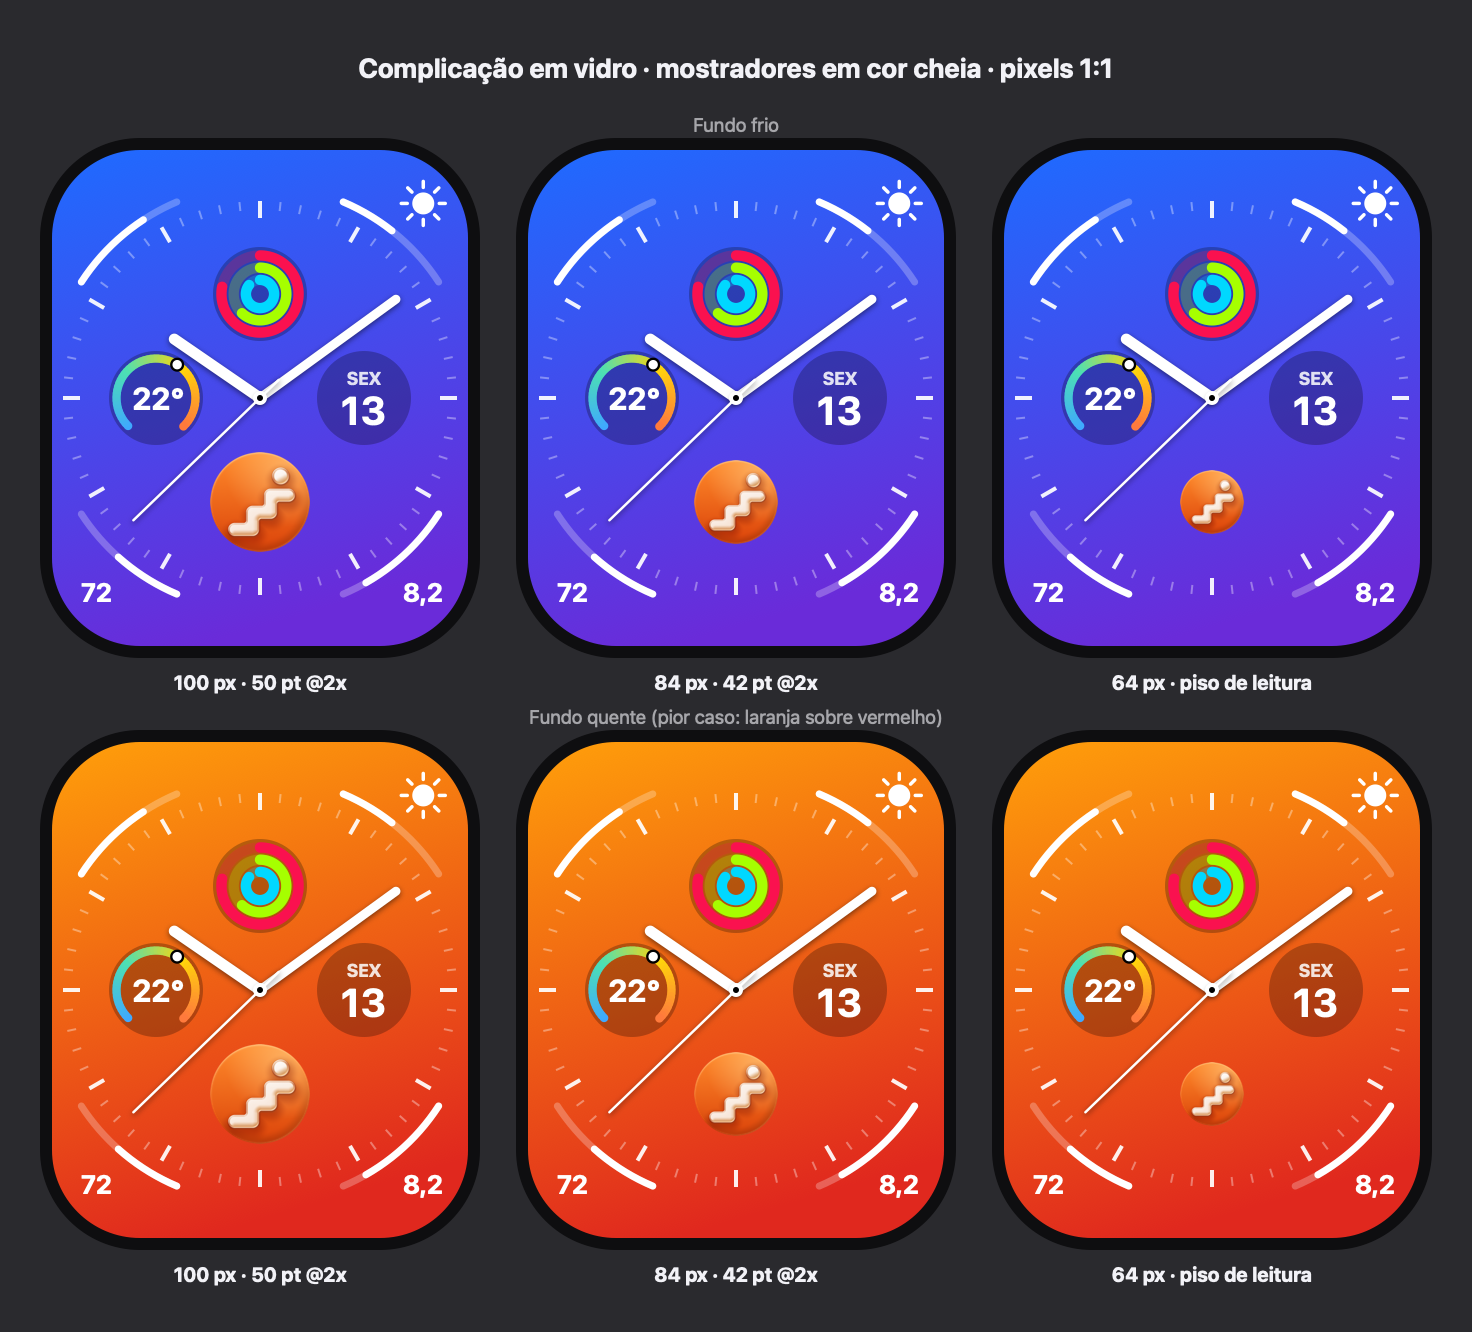 Complicação em vidro · mostradores em cor cheia · pixels 1:1
Fundo frio
22°
SEX
13
72
8,2
22°
SEX
13
72
8,2
22°
SEX
13
72
8,2
100 px · 50 pt @2x
84 px · 42 pt @2x
64 px · piso de leitura
Fundo quente (pior caso: laranja sobre vermelho)
22°
SEX
13
72
8,2
22°
SEX
13
72
8,2
22°
SEX
13
72
8,2
100 px · 50 pt @2x
84 px · 42 pt @2x
64 px · piso de leitura